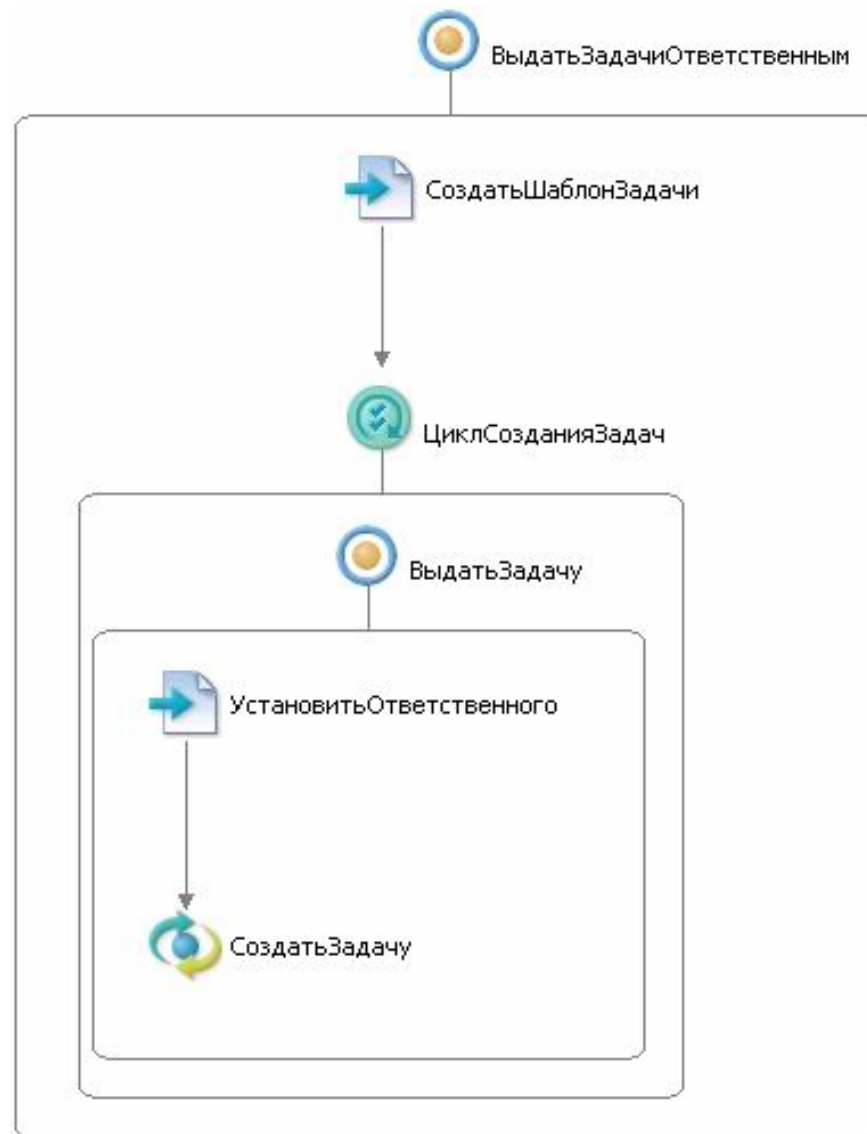 ВыдатьЗадачиОтветственным
СоздатьШаблонЗадачи
ЦиклСозданияЗадач
ВыдатьЗадачу
УстановитьОтветственного
СоздатьЗадачу